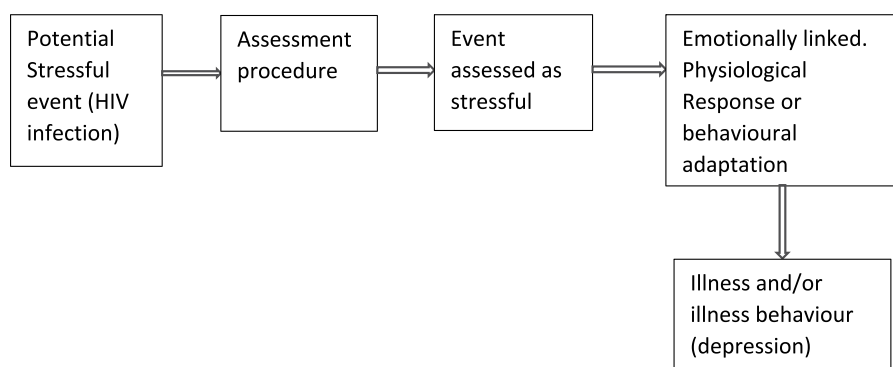 Potential
Stressful
event (HIV
infection)
Assessment
procedure
Event
assessed as
stressful
Emotionally linked.
Physiological
Response or
behavioural
adaptation
Illness and/or
illness behaviour
(depression)